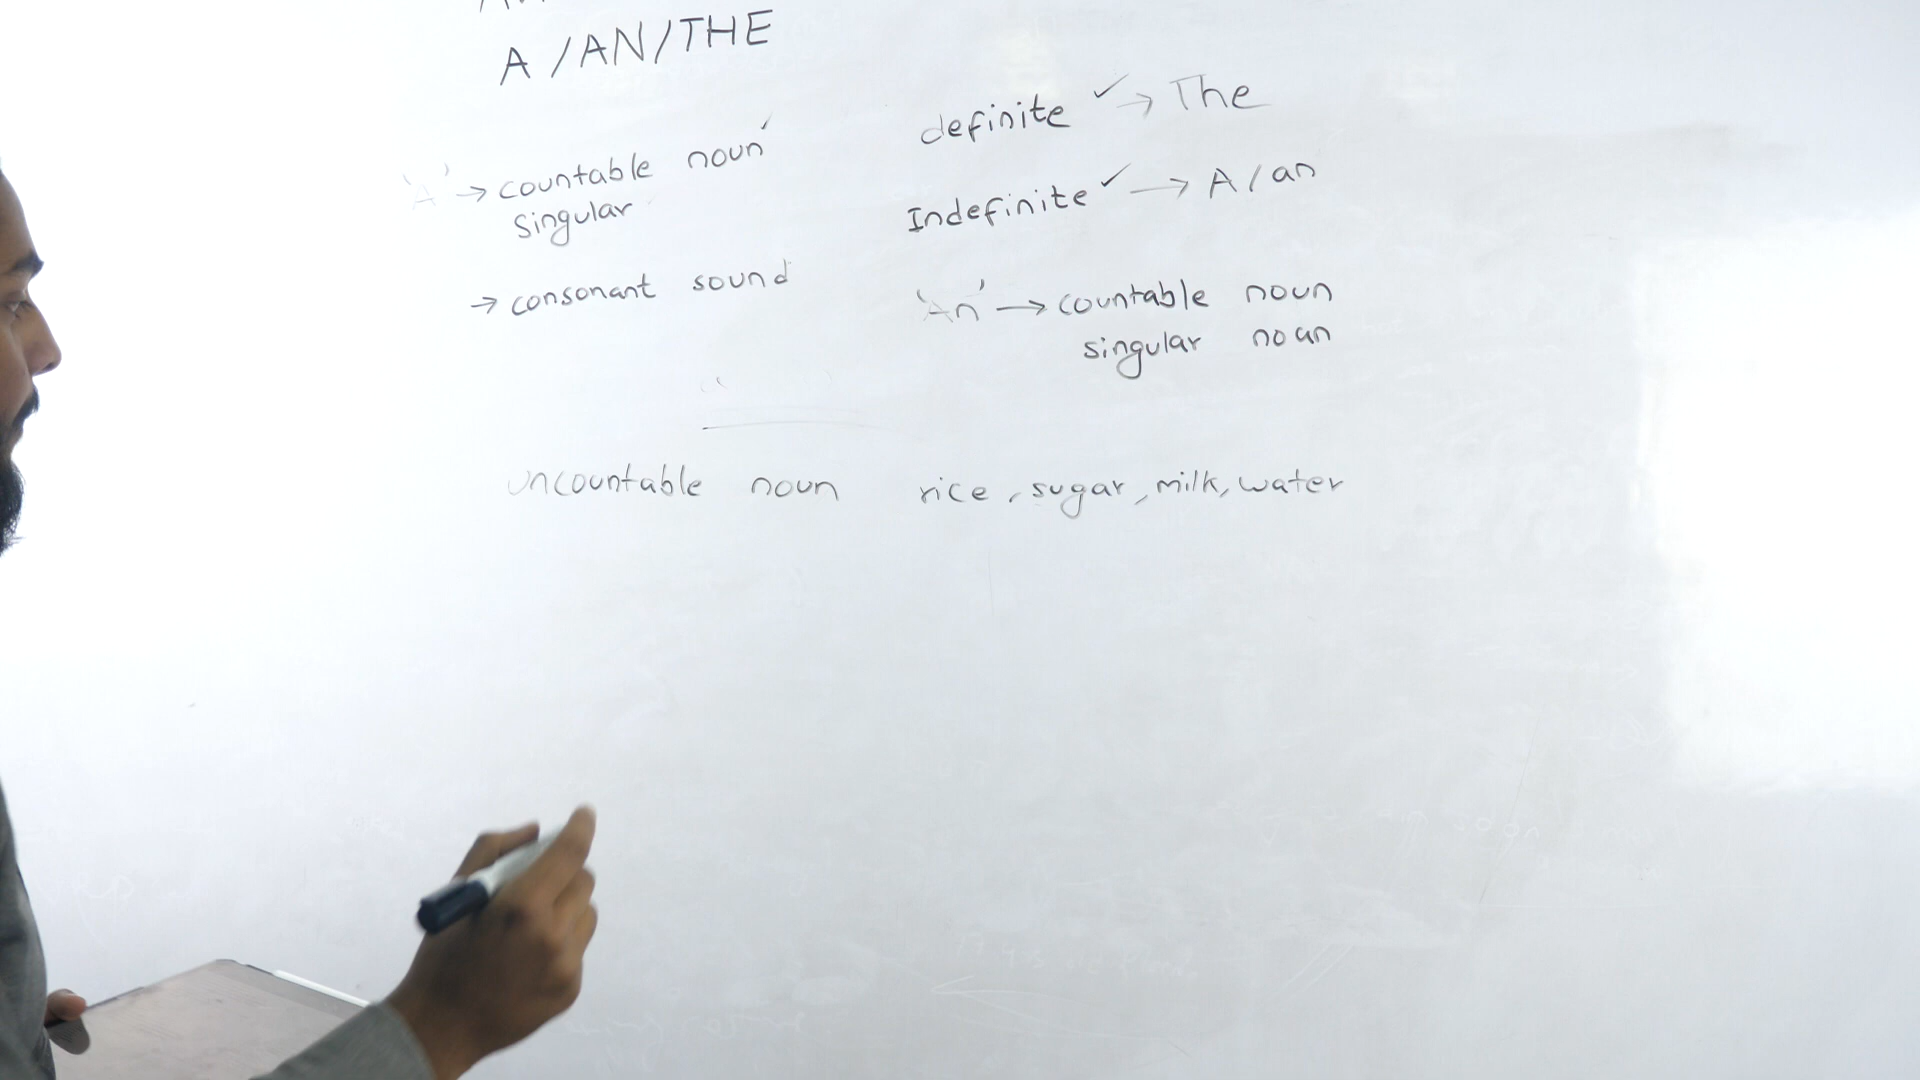 A/AN/THE
'A' → countable noun ✓
singular
→ consonant sound
definite ✓ → The
Indefinite ✓ → A/an
'An' → countable noun
singular noun
uncountable noun rice, sugar, milk, water